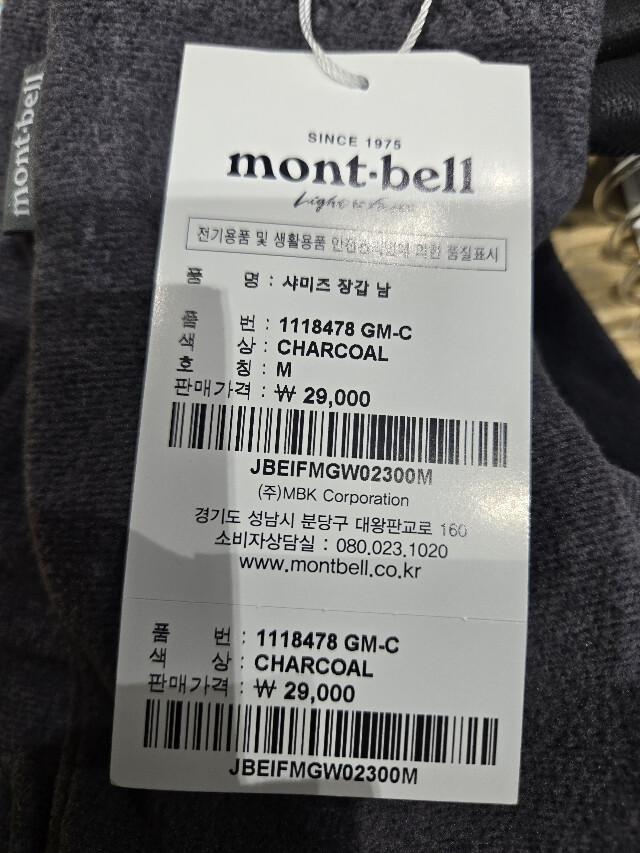 mont-bell
SINCE 1975
mont-bell
전기용품 및 생활용품 안전관리법에 의한 품질표시
품 명 : 샤미즈 장갑 남
품 번 : 1118478 GM-C
색 상 : CHARCOAL
호 칭 : M
판매가격 : ₩ 29,000
JBEIFMGW02300M
(주)MBK Corporation
경기도 성남시 분당구 대왕판교로 160
소비자상담실 : 080.023.1020
www.montbell.co.kr
품 번 : 1118478 GM-C
색 상 : CHARCOAL
판매가격 : ₩ 29,000
JBEIFMGW02300M